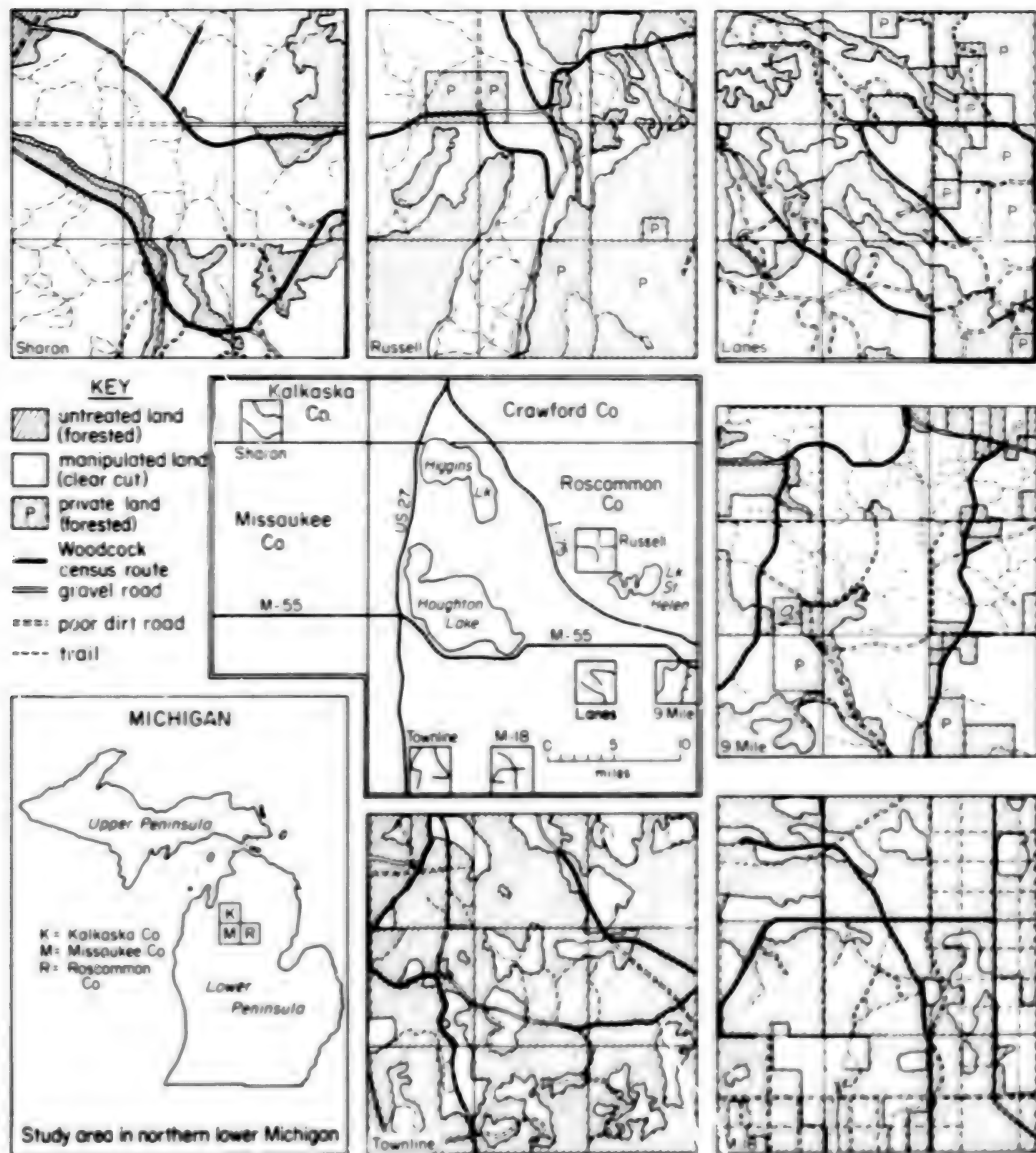 P
P
P
P
P
P
P
P
P
P
P
P
P
P
Sharon
Russell
Lanes
KEY
untreated land
(forested)
manipulated land
(clear cut)
P
private land
(forested)
Woodcock
census route
gravel road
poor dirt road
trail
Kalkaska
Co.
Sharon
Crawford Co
Higgins
Lk
Roscommon
Co
Missaukee
Co
US 27
Russell
Lk
St
Helen
M-55
Houghton
Lake
M-55
Lanes
9 Mile
Townline
M-18
0 5 10
miles
P
P
9 Mile
MICHIGAN
Upper Peninsula
K
M R
K = Kalkaska Co
M = Missaukee Co
R = Roscommon
Co
Lower
Peninsula
Study area in northern lower Michigan
Townline
M-18